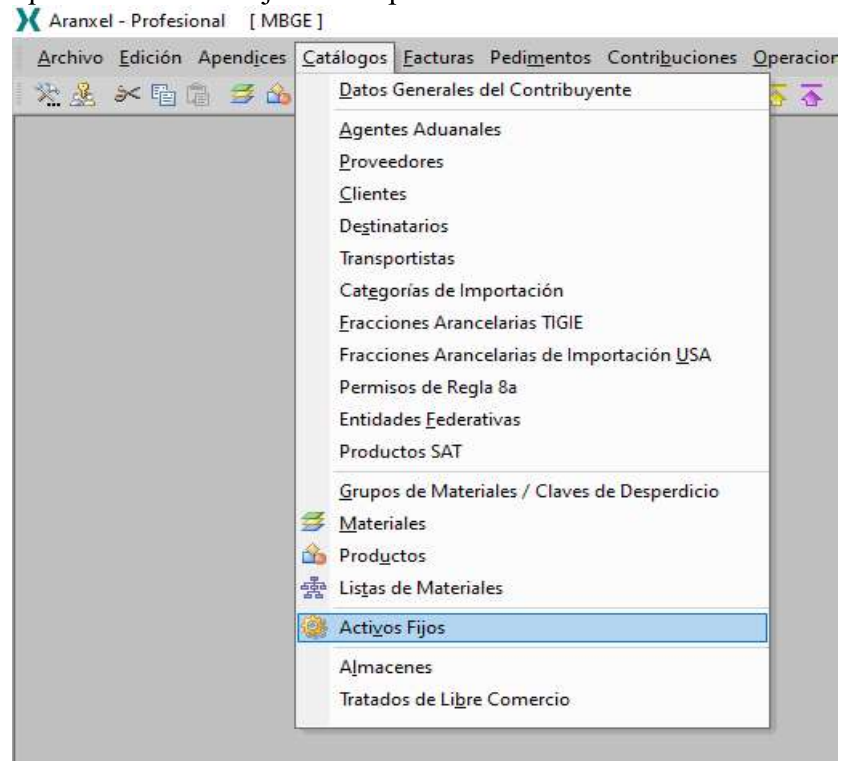 Aranxel - Profesional [ MBGE ]
Archivo Edición Apendices Catálogos Facturas Pedimentos Contribuciones Operacion
Datos Generales del Contribuyente
Agentes Aduanales
Proveedores
Clientes
Destinatarios
Transportistas
Categorías de Importación
Fracciones Arancelarias TIGIE
Fracciones Arancelarias de Importación USA
Permisos de Regla 8a
Entidades Federativas
Productos SAT
Grupos de Materiales / Claves de Desperdicio
Materiales
Productos
Listas de Materiales
Activos Fijos
Almacenes
Tratados de Libre Comercio